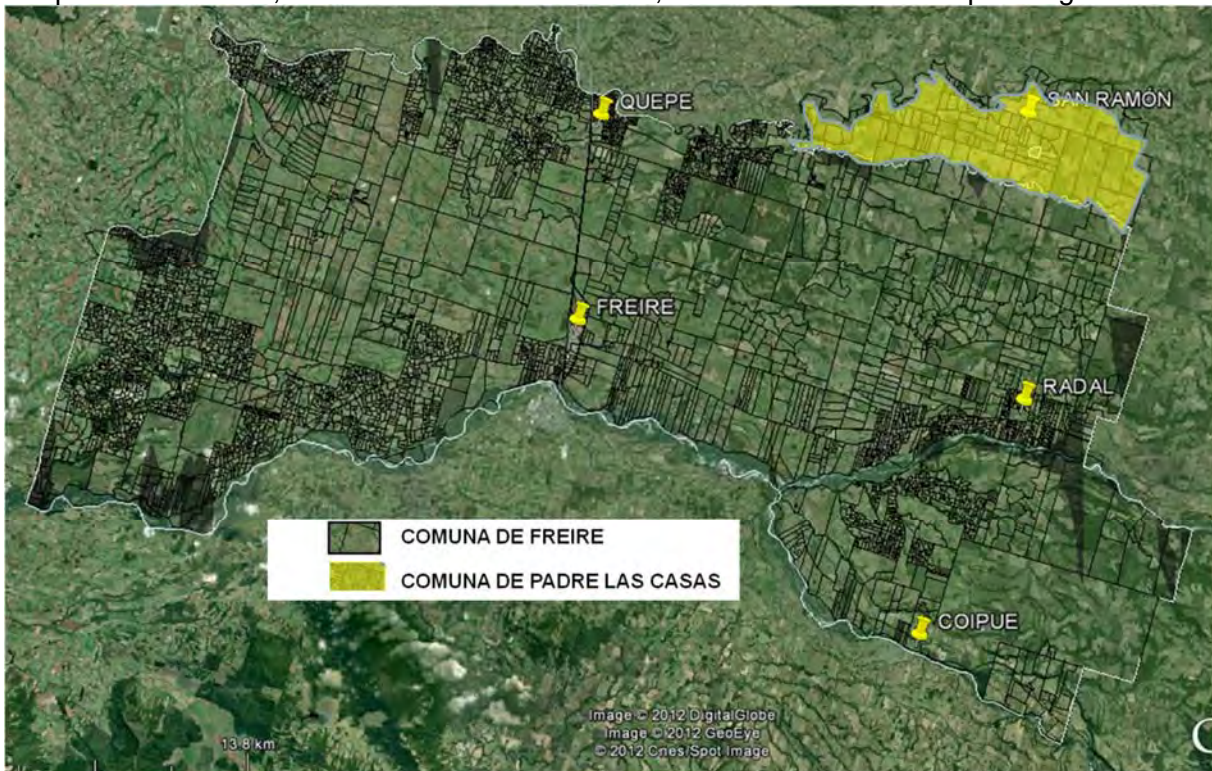 QUEPE
SAN RAMÓN
FREIRE
RADAL
COMUNA DE FREIRE
COMUNA DE PADRE LAS CASAS
COIPUE
Image © 2012 DigitalGlobe
Image © 2012 GeoEye
© 2012 Cnes/Spot Image
13.8 km